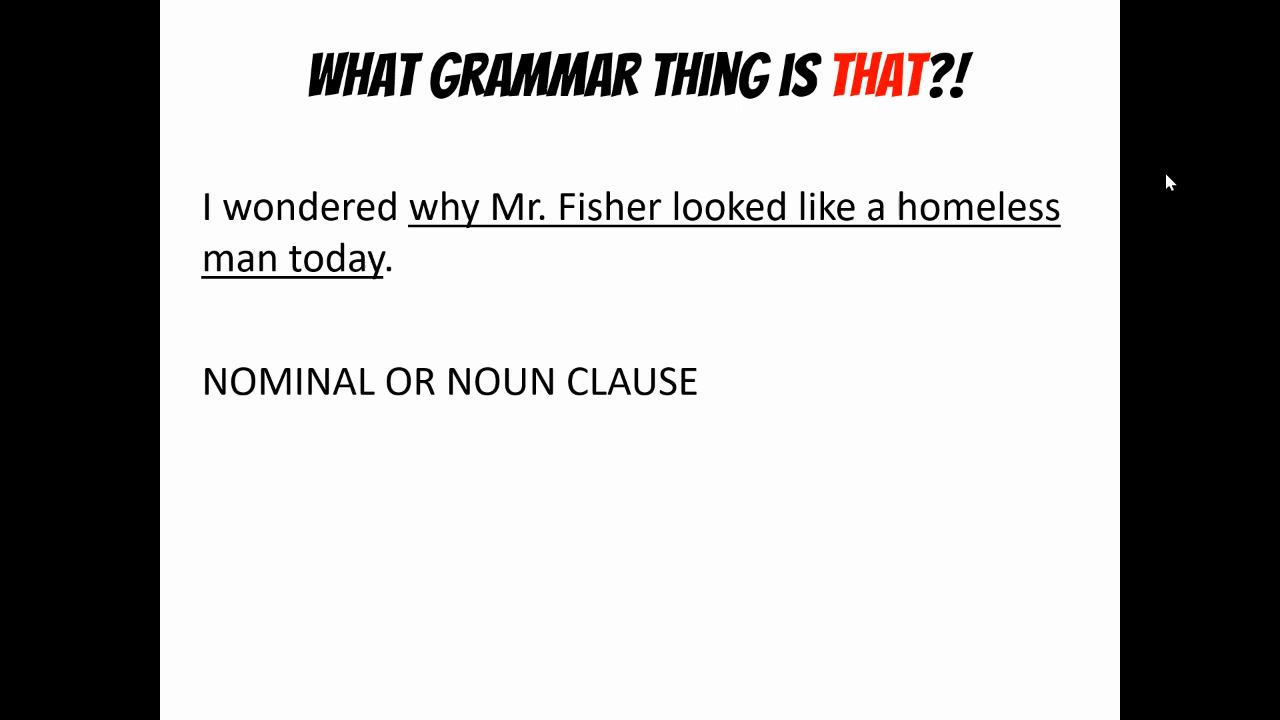 WHAT GRAMMAR THING IS THAT?!
I wondered why Mr. Fisher looked like a homeless
man today.
NOMINAL OR NOUN CLAUSE